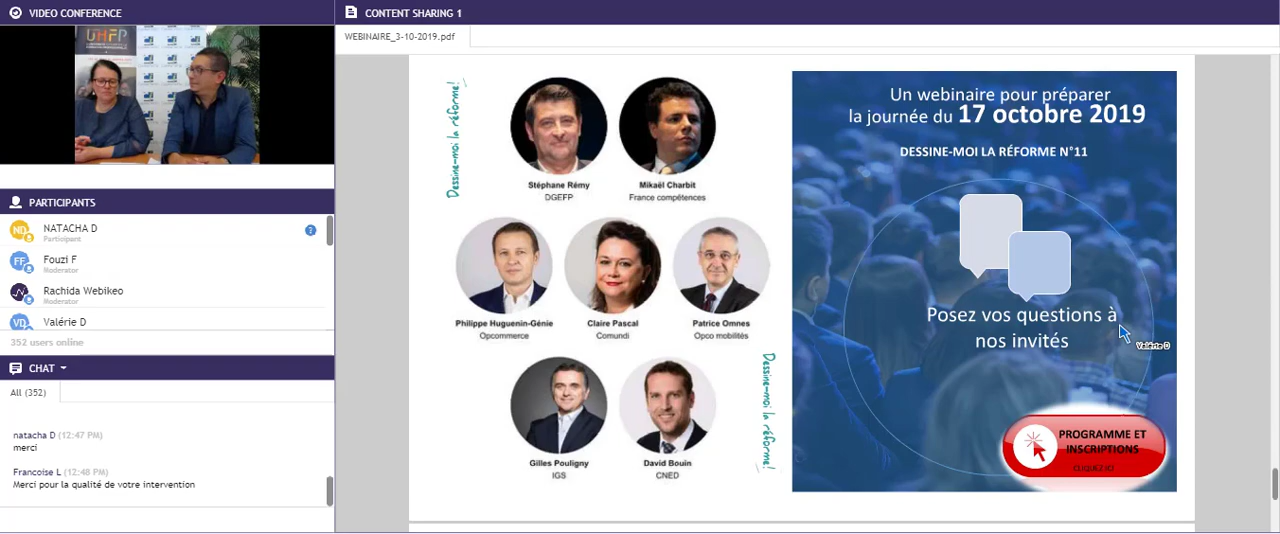 VIDEO CONFERENCE
UHFP
PARTICIPANTS
ND
NATACHA D
Participant
?
FF
Fouzi F
Moderator
Rachida Webikeo
Moderator
VD
Valérie D
352 users online
CHAT
All (352)
natacha D (12:47 PM)
merci
Francoise L (12:48 PM)
Merci pour la qualité de votre intervention
CONTENT SHARING 1
WEBINAIRE_3-10-2019.pdf
Dessine-moi la réforme!
Stéphane Rémy
DGEFP
Mikaël Charbit
France compétences
Philippe Huguenin-Génie
Opcommerce
Claire Pascal
Comundi
Patrice Omnes
Opco mobilités
Gilles Pouligny
IGS
David Bouin
CNED
Dessine-moi la réforme!
Un webinaire pour préparer
la journée du 17 octobre 2019
DESSINE-MOI LA RÉFORME N°11
Posez vos questions à
nos invités
Valérie D
PROGRAMME ET
INSCRIPTIONS
CLIQUEZ ICI